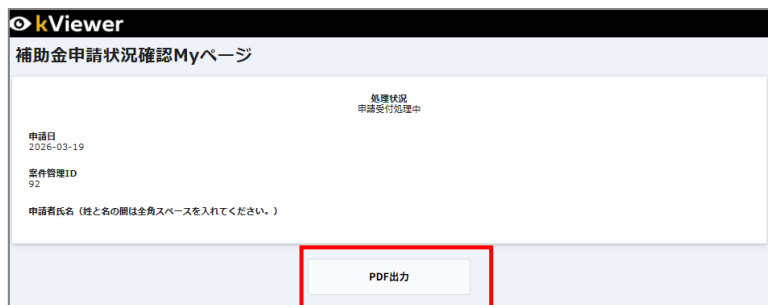 kViewer
補助金申請状況確認Myページ
処理状況
申請受付処理中
申請日
2026-03-19
案件管理ID
92
申請者氏名（姓と名の間は全角スペースを入れてください。）
PDF出力